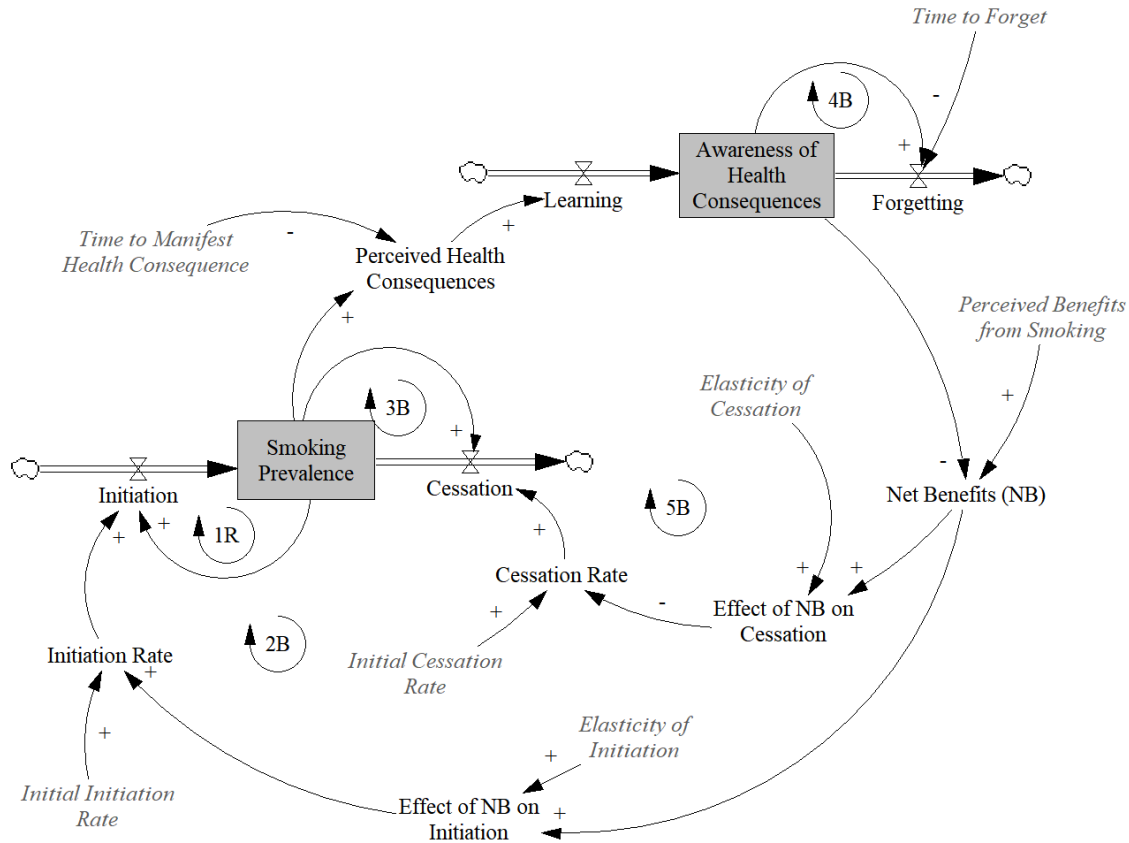 Time to Forget
4B
-
+
Awareness of
Health
Consequences
Learning
Forgetting
+
-
Time to Manifest
Health Consequence
Perceived Health
Consequences
+
Perceived Benefits
from Smoking
+
Elasticity of
Cessation
3B
+
Smoking
Prevalence
-
Initiation
Cessation
Net Benefits (NB)
5B
+
+
1R
+
Cessation Rate
+
+
Effect of NB on
Cessation
-
+
2B
Initiation Rate
+
Initial Cessation
Rate
+
Elasticity of
Initiation
+
Initial Initiation
Rate
Effect of NB on
Initiation
+